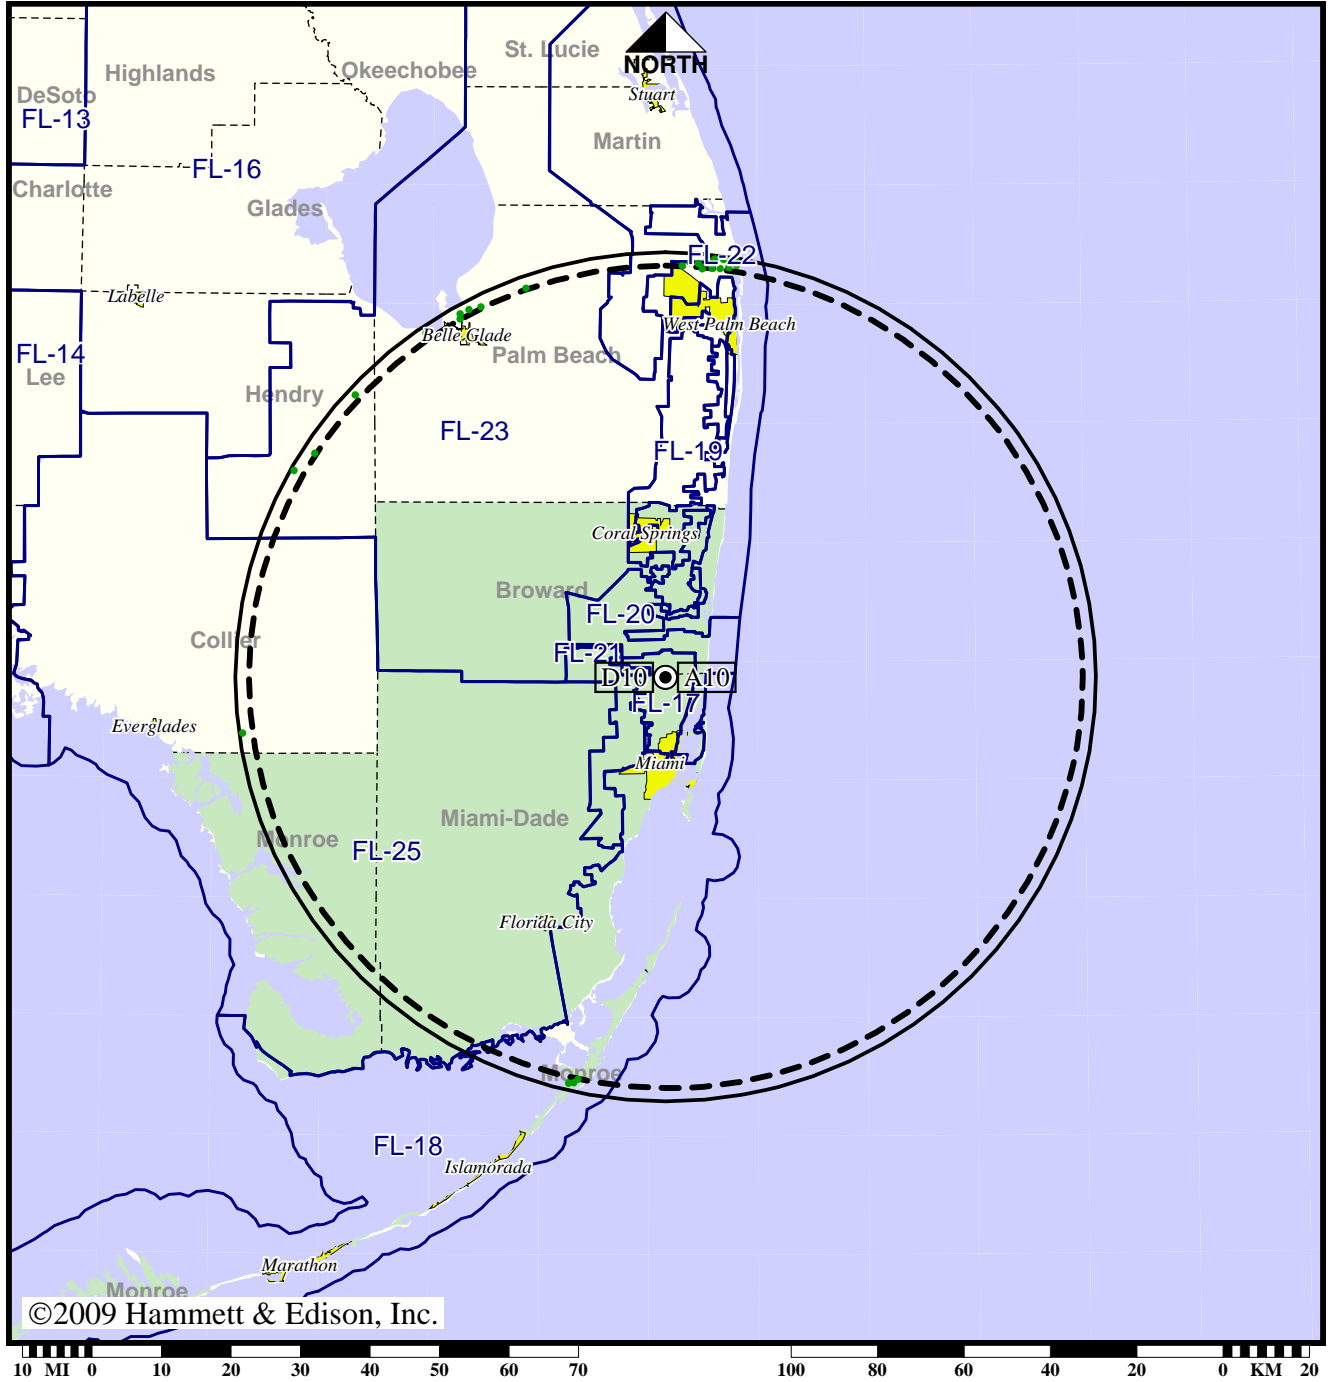 St. Lucie
NORTH
Highlands
Okeechobee
DeSoto
FL-13
Stuart
Martin
FL-16
Charlotte
Glades
FL-22
Labelle
West Palm Beach
Belle Glade
FL-14
Palm Beach
Lee
Hendry
FL-23
FL-19
Coral Springs
Broward
FL-20
Collier
FL-21
D10
A10
FL-17
Everglades
Miami
Miami-Dade
Monroe
FL-25
Florida City
Monroe
FL-18
Islamorada
Marathon
Monroe
©2009 Hammett & Edison, Inc.
10 MI 0 10 20 30 40 50 60 70 100 80 60 40 20 0 KM 20